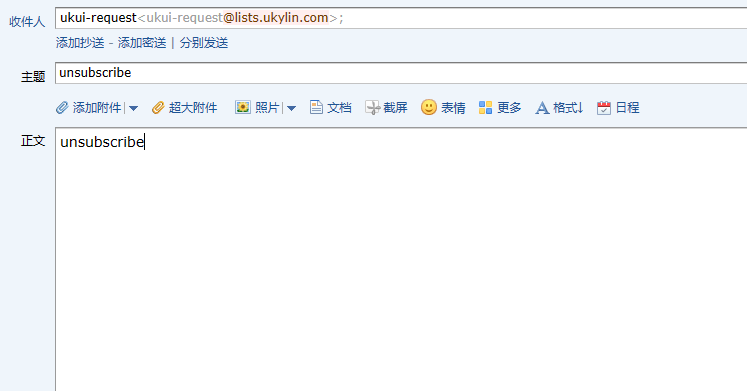 收件人 ukui-request<ukui-request@lists.ukylin.com>;
添加抄送 - 添加密送 | 分别发送
主题 unsubscribe
添加附件 | 超大附件 照片 | 文档 截屏 表情 更多 格式↓ 日程
正文 unsubscribe